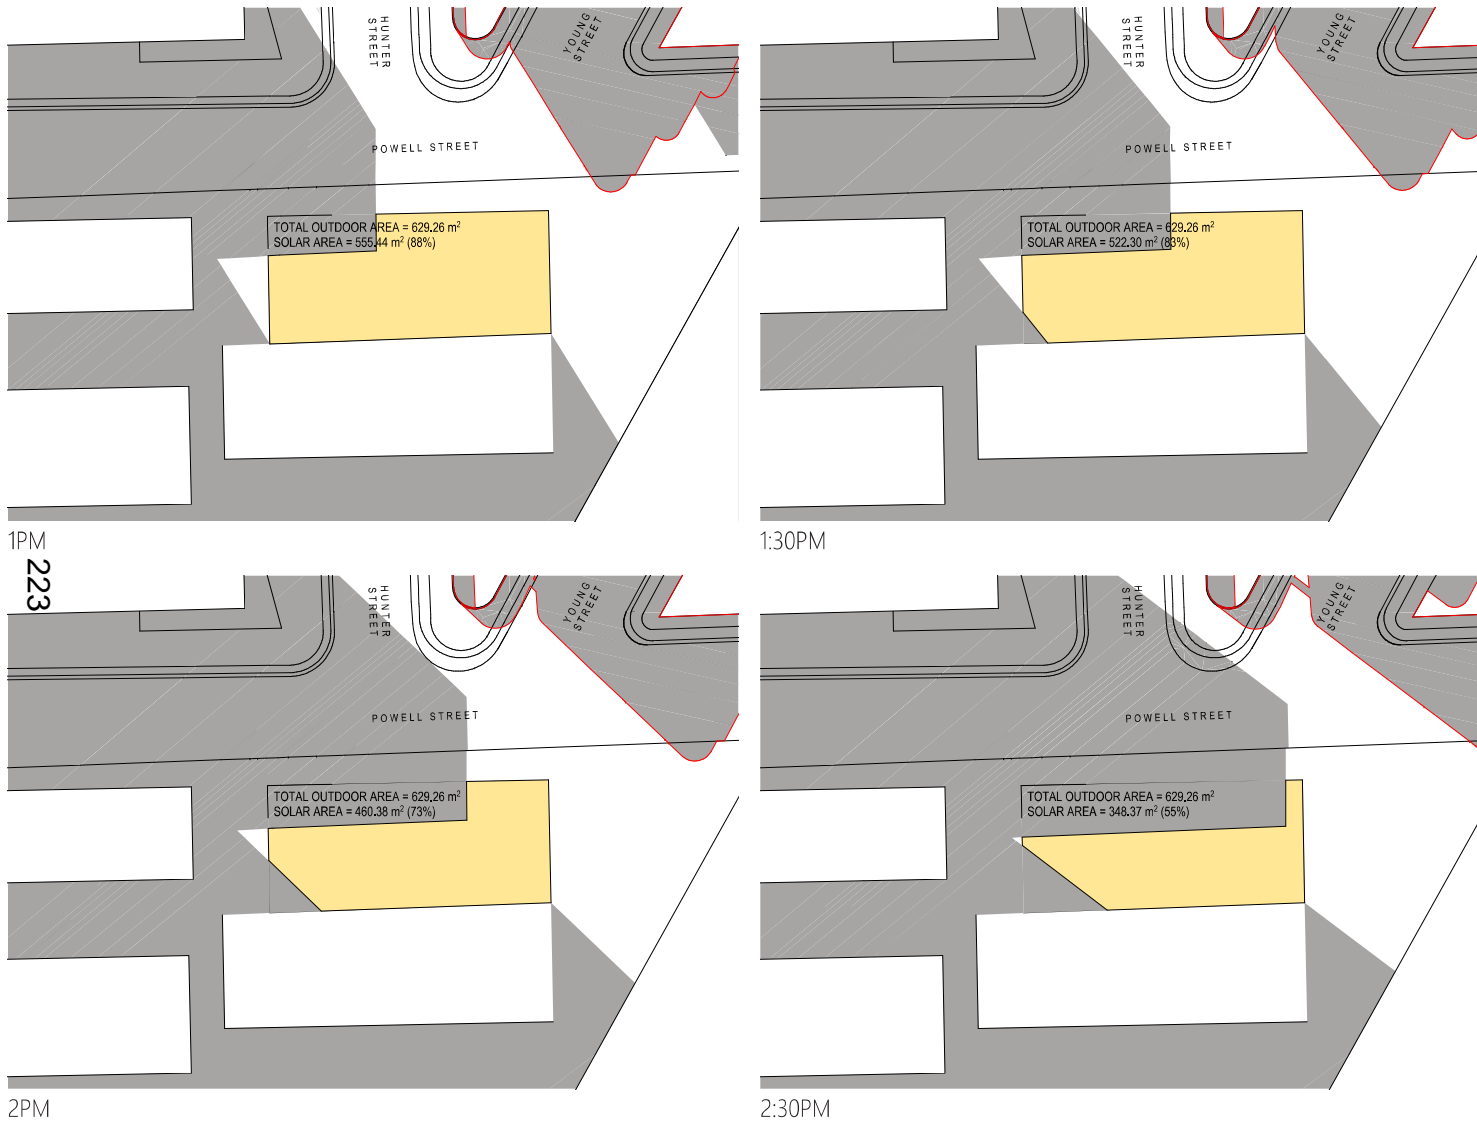 HUNTER
STREET
YOUNG
STREET
POWELL STREET
TOTAL OUTDOOR AREA = 629.26 m²
SOLAR AREA = 555.44 m² (88%)
1PM
HUNTER
STREET
YOUNG
STREET
POWELL STREET
TOTAL OUTDOOR AREA = 629.26 m²
SOLAR AREA = 522.30 m² (83%)
1:30PM
223
HUNTER
STREET
YOUNG
STREET
POWELL STREET
TOTAL OUTDOOR AREA = 629.26 m²
SOLAR AREA = 460.38 m² (73%)
2PM
HUNTER
STREET
YOUNG
STREET
POWELL STREET
TOTAL OUTDOOR AREA = 629.26 m²
SOLAR AREA = 348.37 m² (55%)
2:30PM